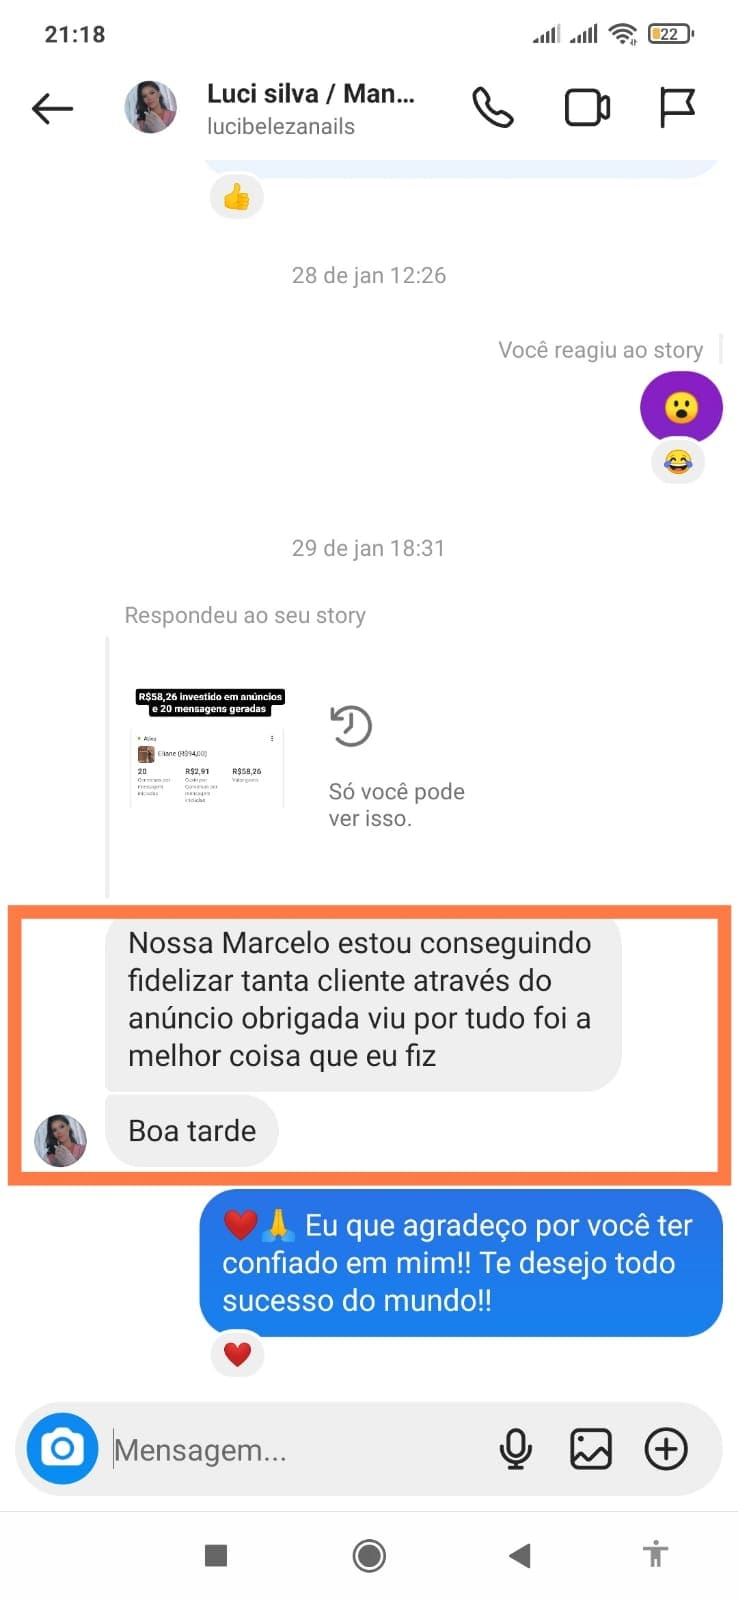 21:18
22
Luci silva / Man...
lucibelezanails
28 de jan 12:26
Você reagiu ao story
29 de jan 18:31
Respondeu ao seu story
R$58,26 investido em anúncios
e 20 mensagens geradas
Ativo
Eliane (R$94,00)
20 R$2,91 R$58,26
Só você pode
ver isso.
Nossa Marcelo estou conseguindo
fidelizar tanta cliente através do
anúncio obrigada viu por tudo foi a
melhor coisa que eu fiz
Boa tarde
❤️🙏 Eu que agradeço por você ter
confiado em mim!! Te desejo todo
sucesso do mundo!!
Mensagem...